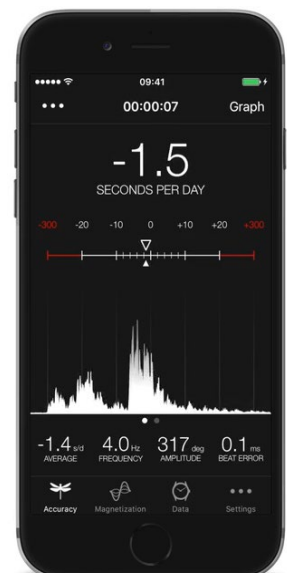 09:41
••• 00:00:07 Graph
-1.5
SECONDS PER DAY
-300 -20 -10 0 +10 +20 +300
-1.4 s/d 4.0 Hz 317 deg 0.1 ms
AVERAGE FREQUENCY AMPLITUDE BEAT ERROR
Accuracy Magnetization Data Settings